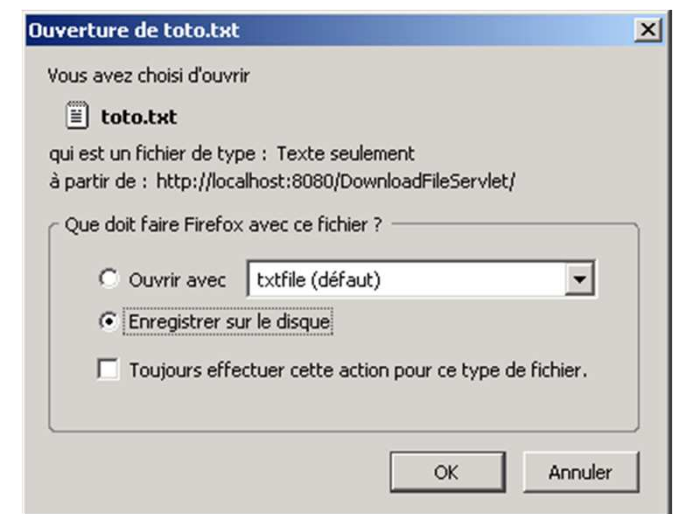 Ouverture de toto.txt
Vous avez choisi d'ouvrir
toto.txt
qui est un fichier de type : Texte seulement
à partir de : http://localhost:8080/DownloadFileServlet/
Que doit faire Firefox avec ce fichier ?
Ouvrir avec txtfile (défaut)
Enregistrer sur le disque
Toujours effectuer cette action pour ce type de fichier.
OK Annuler